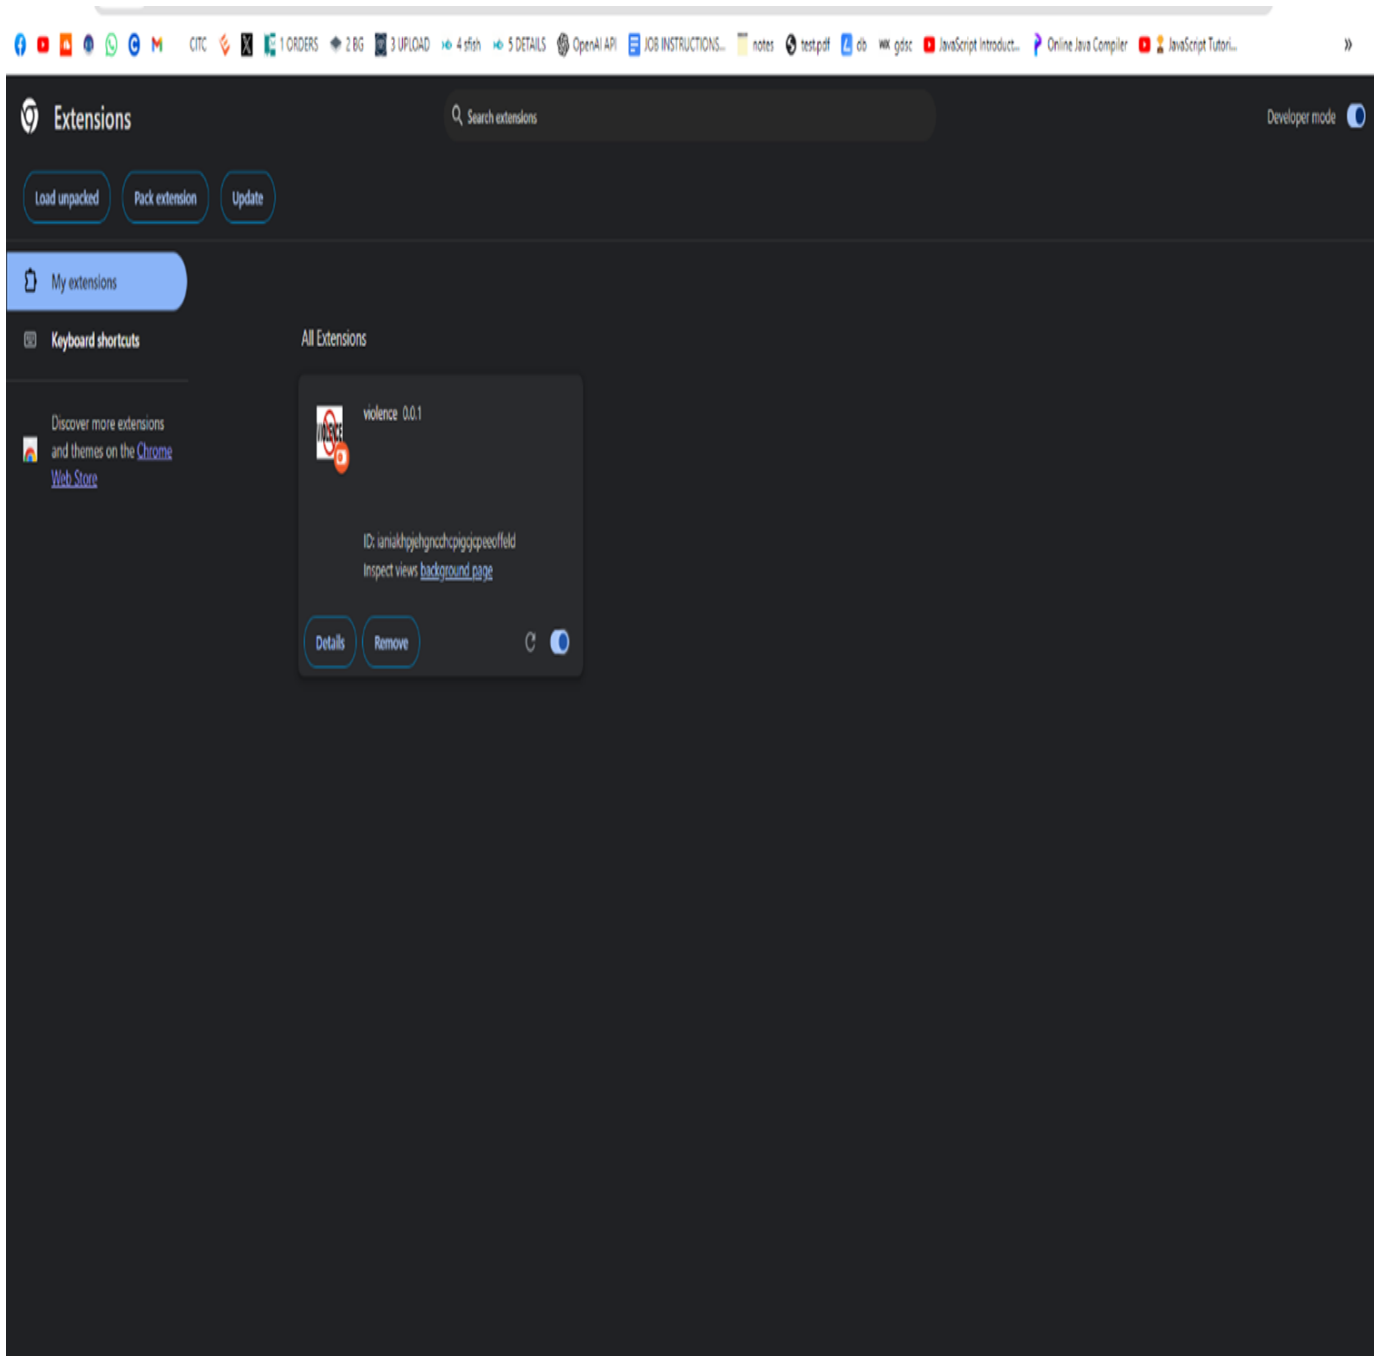 CITC 1 ORDERS 2 BG 3 UPLOAD 4 sfish 5 DETAILS OpenAI API JOB INSTRUCTIONS... notes test.pdf db gdsc JavaScript Introduct... Online Java Compiler JavaScript Tutori...
Extensions
Search extensions
Developer mode
Load unpacked Pack extension Update
My extensions
Keyboard shortcuts
Discover more extensions
and themes on the Chrome
Web Store
All Extensions
violence 0.0.1
VIOLENCE
Inspect views background page
Details Remove